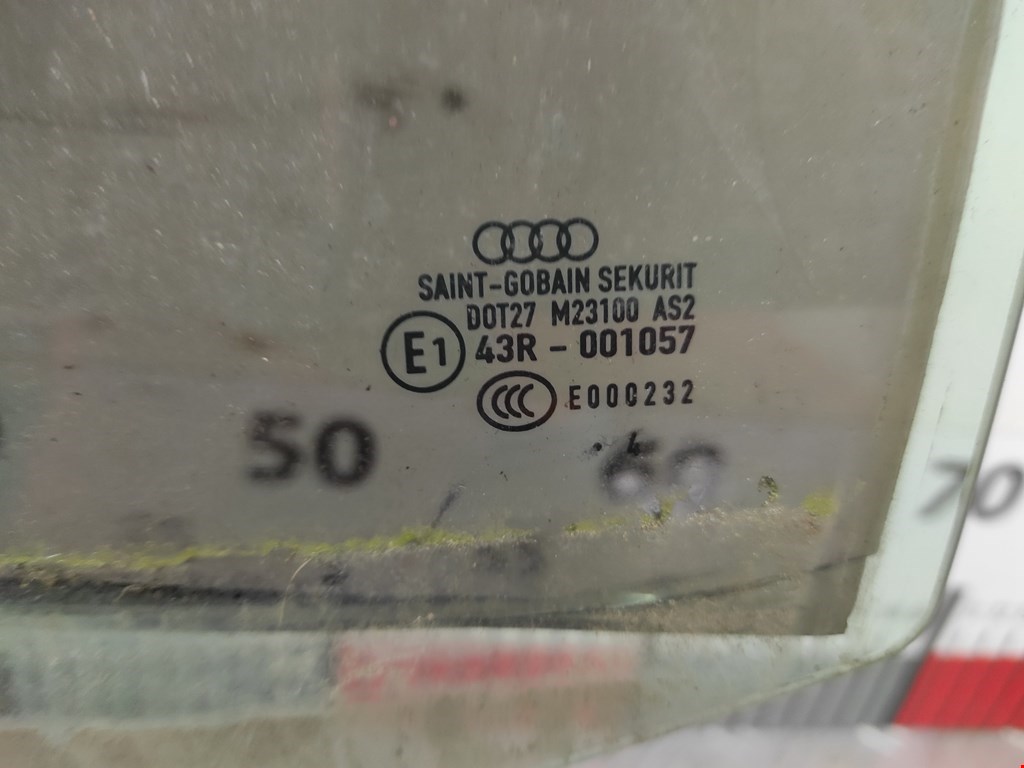 SAINT-GOBAIN SEKURIT
DOT27 M23100 AS2
E1 43R - 001057
CCC E000232
50 60 70